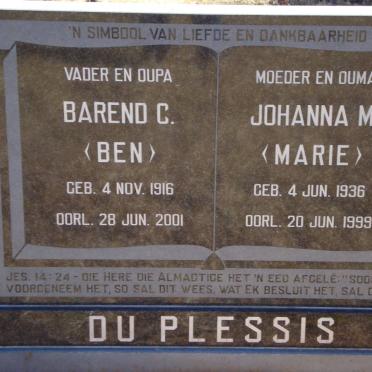 'N SIMBOOL VAN LIEFDE EN DANKBAARHEID
VADER EN OUPA
BAREND C.
<BEN>
GEB. 4 NOV. 1916
OORL. 28 JUN. 2001
MOEDER EN OUMA
JOHANNA M
<MARIE>
GEB. 4 JUN. 1936
OORL. 20 JUN. 1999
JES. 14:24 - DIE HERE DIE ALMAGTIGE HET 'N EED AFGELÊ: "SOOS
VOORGENEEM HET, SO SAL DIT WEES, WAT EK BESLUIT HET, SAL
DU PLESSIS